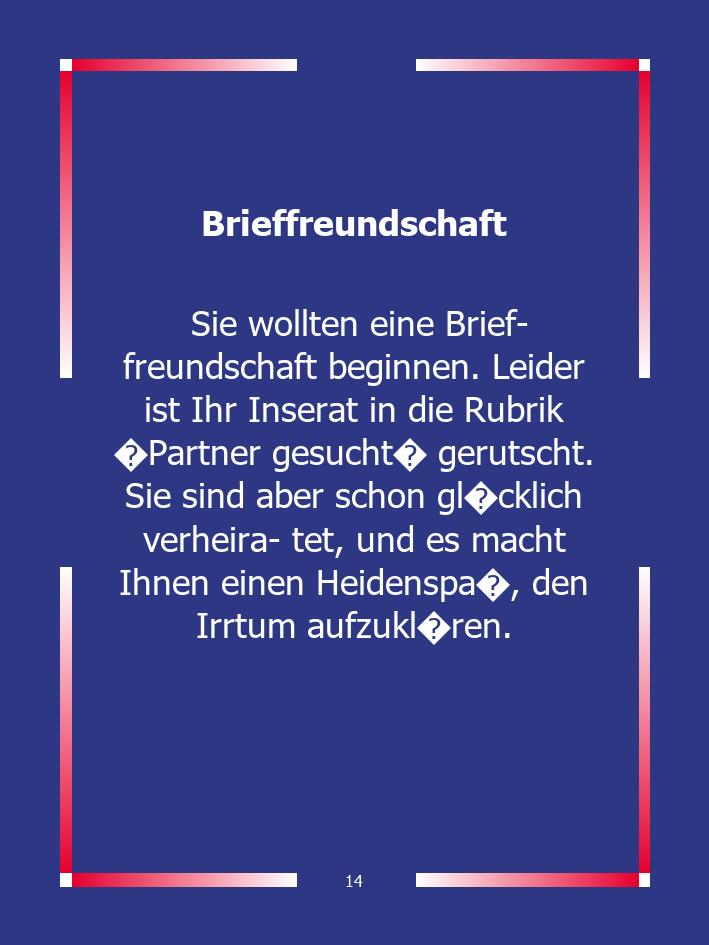 Brieffreundschaft
Sie wollten eine Brief-
freundschaft beginnen. Leider
ist Ihr Inserat in die Rubrik
�Partner gesucht� gerutscht.
Sie sind aber schon gl�cklich
verheira- tet, und es macht
Ihnen einen Heidenspa�, den
Irrtum aufzukl�ren.
14